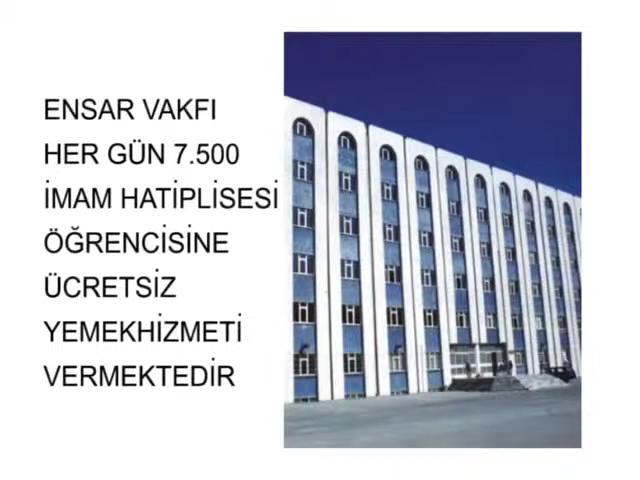 ENSAR VAKFI
HER GÜN 7.500
İMAM HATİPLİSESİ
ÖĞRENCİSİNE
ÜCRETSİZ
YEMEKHİZMETİ
VERMEKTEDİR